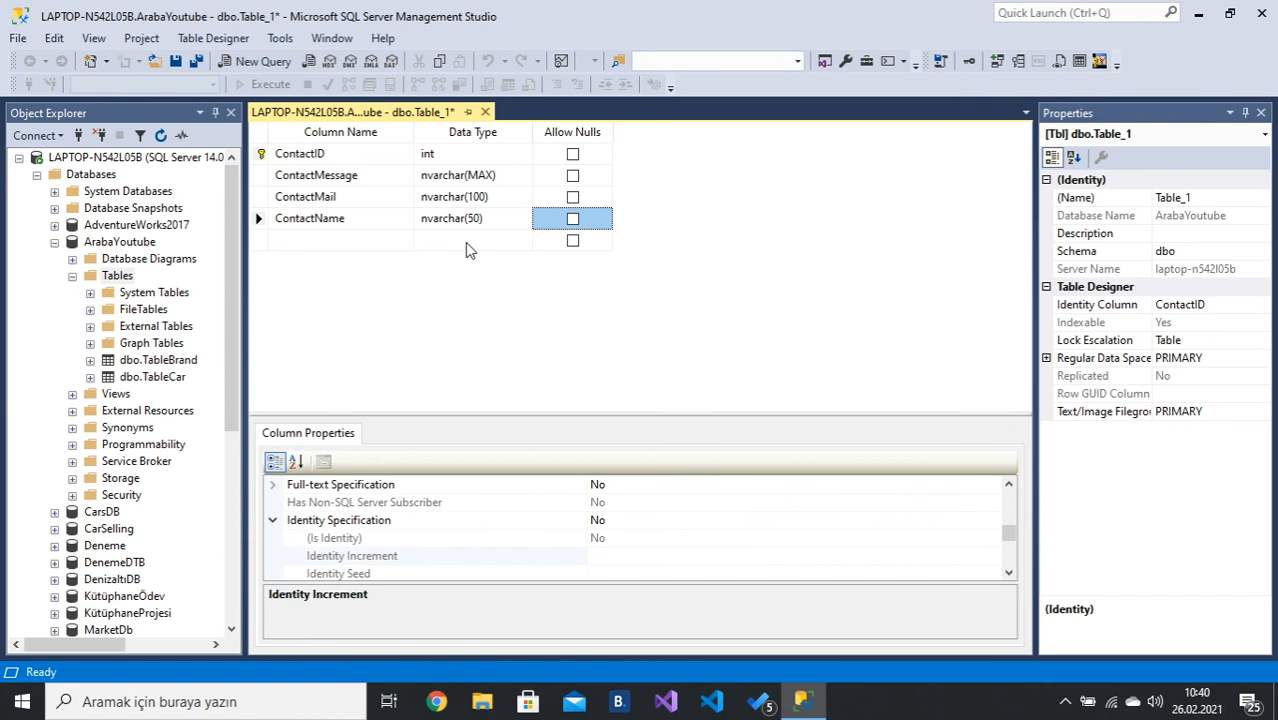 LAPTOP-N542L05B.ArabaYoutube - dbo.Table_1* - Microsoft SQL Server Management Studio
Quick Launch (Ctrl+Q)
File Edit View Project Table Designer Tools Window Help
New Query
Execute
Object Explorer
Connect
LAPTOP-N542L05B (SQL Server 14.0
Databases
System Databases
Database Snapshots
AdventureWorks2017
ArabaYoutube
Database Diagrams
Tables
System Tables
FileTables
External Tables
Graph Tables
dbo.TableBrand
dbo.TableCar
Views
External Resources
Synonyms
Programmability
Service Broker
Storage
Security
CarsDB
CarSelling
Deneme
DenemeDTB
DenizaltıDB
KütüphaneÖdev
KütüphaneProjesi
MarketDb
LAPTOP-N542L05B.A...ube - dbo.Table_1*
Column Name Data Type Allow Nulls
ContactID int
ContactMessage nvarchar(MAX)
ContactMail nvarchar(100)
ContactName nvarchar(50)
Column Properties
Full-text Specification No
Has Non-SQL Server Subscriber No
Identity Specification No
(Is Identity) No
Identity Increment
Identity Seed
Identity Increment
Properties
[Tbl] dbo.Table_1
(Identity)
(Name) Table_1
Database Name ArabaYoutube
Description
Schema dbo
Server Name laptop-n542l05b
Table Designer
Identity Column ContactID
Indexable Yes
Lock Escalation Table
Regular Data Space PRIMARY
Replicated No
Row GUID Column
Text/Image Filegrou PRIMARY
(Identity)
Ready
Aramak için buraya yazın
B.
5
10:40
26.02.2021
25